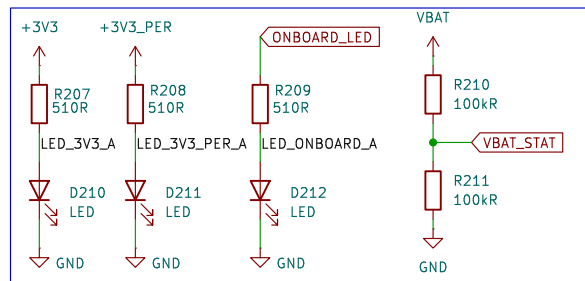 +3V3
R207
510R
LED_3V3_A
D210
LED
GND
+3V3_PER
R208
510R
LED_3V3_PER_A
D211
LED
GND
ONBOARD_LED
R209
510R
LED_ONBOARD_A
D212
LED
GND
VBAT
R210
100kR
VBAT_STAT
R211
100kR
GND